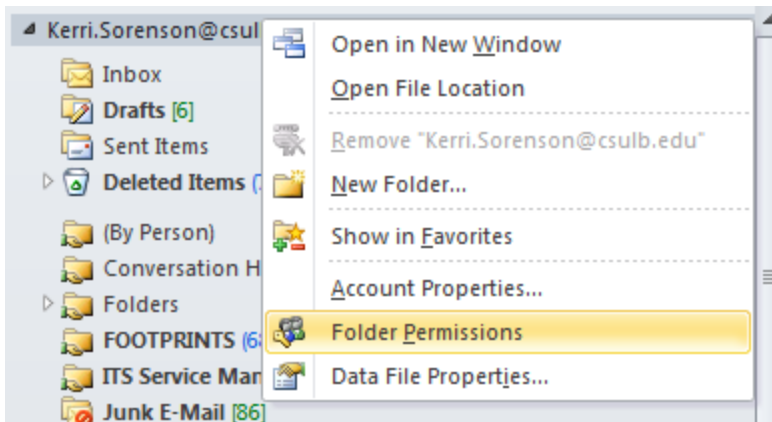 Kerri.Sorenson@csul
Inbox
Drafts [6]
Sent Items
Deleted Items
(By Person)
Conversation H
Folders
FOOTPRINTS (6
ITS Service Man
Junk E-Mail [86]
Open in New Window
Open File Location
Remove "Kerri.Sorenson@csulb.edu"
New Folder...
Show in Favorites
Account Properties...
Folder Permissions
Data File Properties...